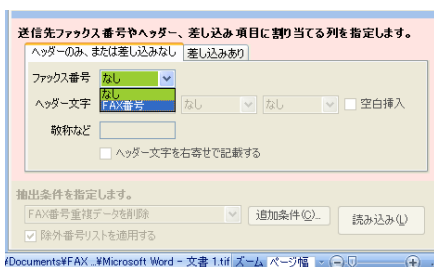 送信先ファックス番号やヘッダー、差し込み項目に割り当てる列を指定します。
ヘッダーのみ、または差し込みなし 差し込みあり
ファックス番号 なし
なし
FAX番号
ヘッダー文字 なし なし 空白挿入
敬称など
ヘッダー文字を右寄せで記載する
抽出条件を指定します。
FAX番号重複データを削除 追加条件(C)... 読み込み(L)
除外番号リストを適用する
¥Documents¥FAX ...¥Microsoft Word - 文書 1.tif ズーム ページ幅